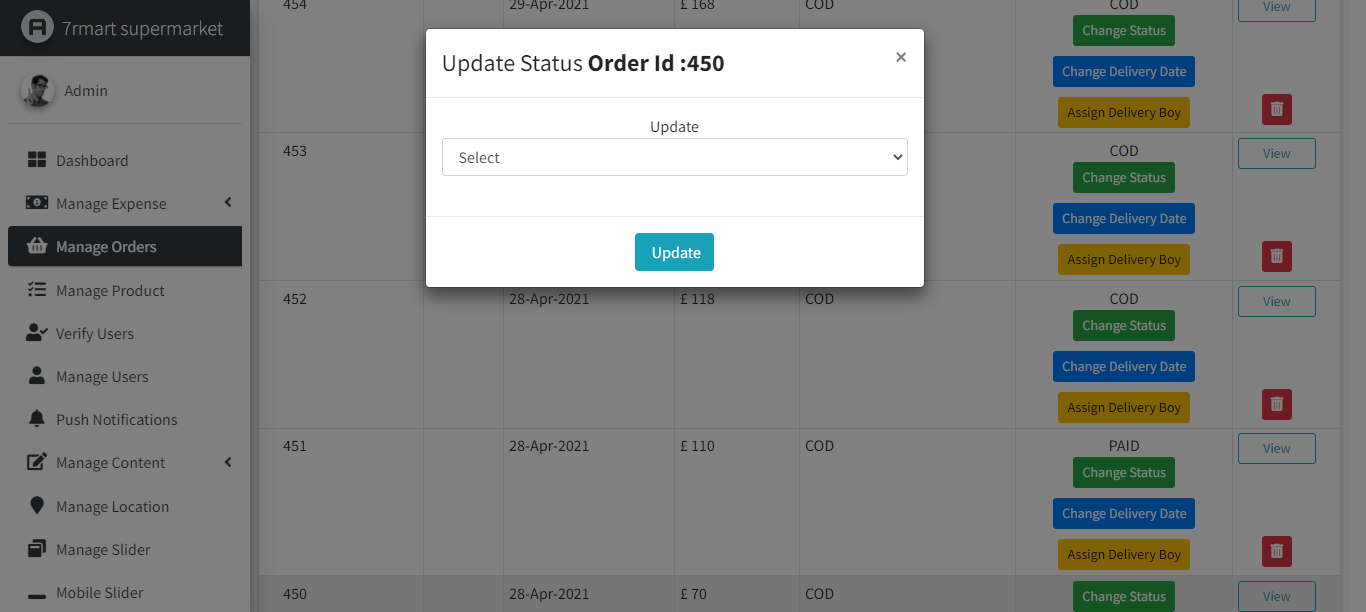 7rmart supermarket
Admin
Dashboard
Manage Expense
Manage Orders
Manage Product
Verify Users
Manage Users
Push Notifications
Manage Content
Manage Location
Manage Slider
Mobile Slider
Update Status Order Id :450
×
Update
Select
Update
454 29-Apr-2021 £ 168 COD COD View
Change Status
Change Delivery Date
Assign Delivery Boy
453 COD View
Change Status
Change Delivery Date
Assign Delivery Boy
452 28-Apr-2021 £ 118 COD COD View
Change Status
Change Delivery Date
Assign Delivery Boy
451 28-Apr-2021 £ 110 COD PAID View
Change Status
Change Delivery Date
Assign Delivery Boy
450 28-Apr-2021 £ 70 COD Change Status View